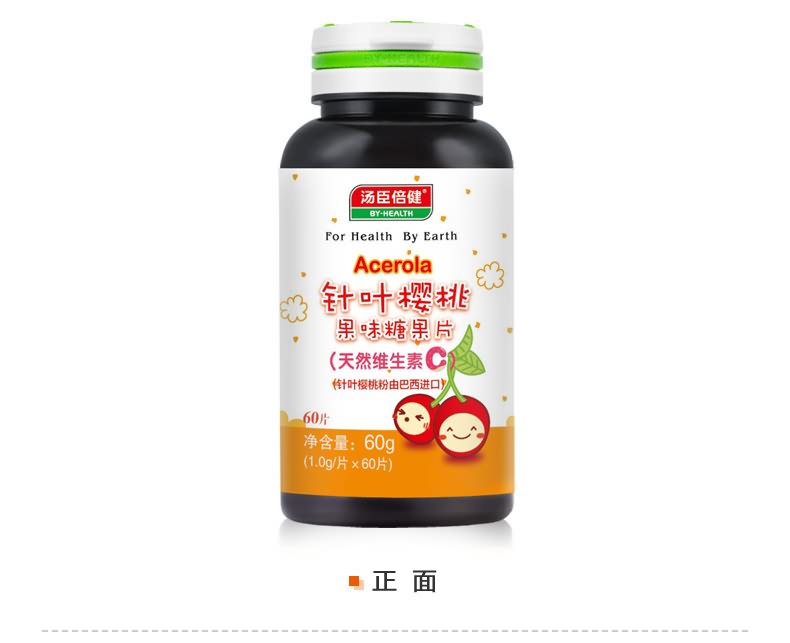 BY-HEALTH
汤臣倍健®
BY-HEALTH
For Health By Earth
Acerola
针叶樱桃
果味糖果片
(天然维生素C)
(针叶樱桃粉由巴西进口)
60片
净含量：60g
(1.0g/片×60片)
正 面